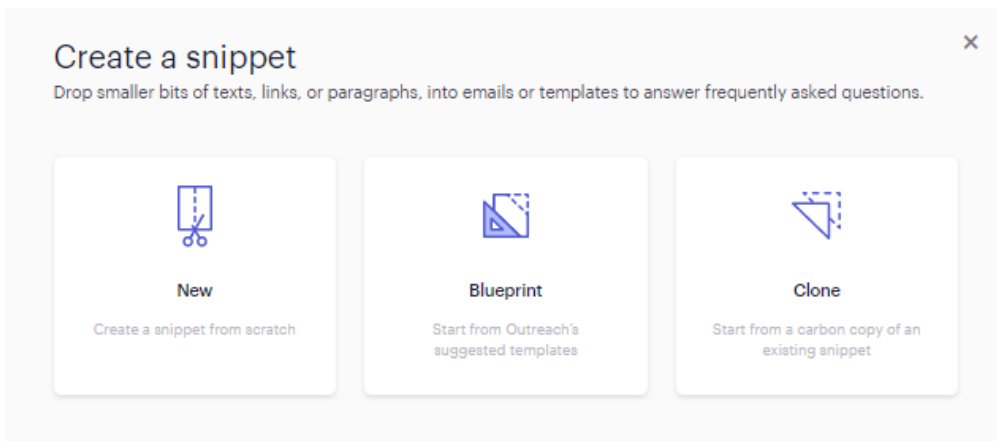 Create a snippet
Drop smaller bits of texts, links, or paragraphs, into emails or templates to answer frequently asked questions.
New
Create a snippet from scratch
Blueprint
Start from Outreach's
suggested templates
Clone
Start from a carbon copy of an
existing snippet